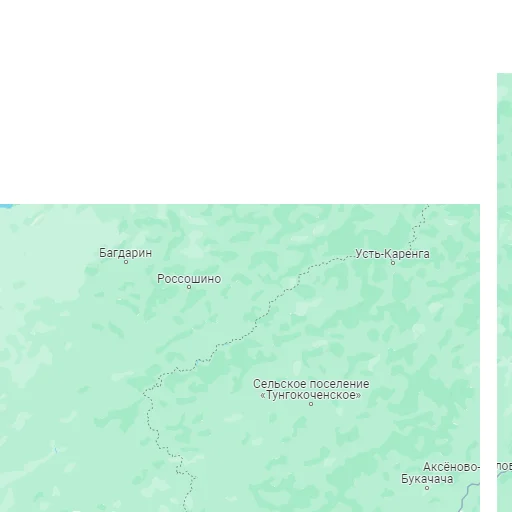 Багдарин
Усть-Каренга
Россошино
Сельское поселение
«Тунгокоченское»
Аксёново-
Букачача